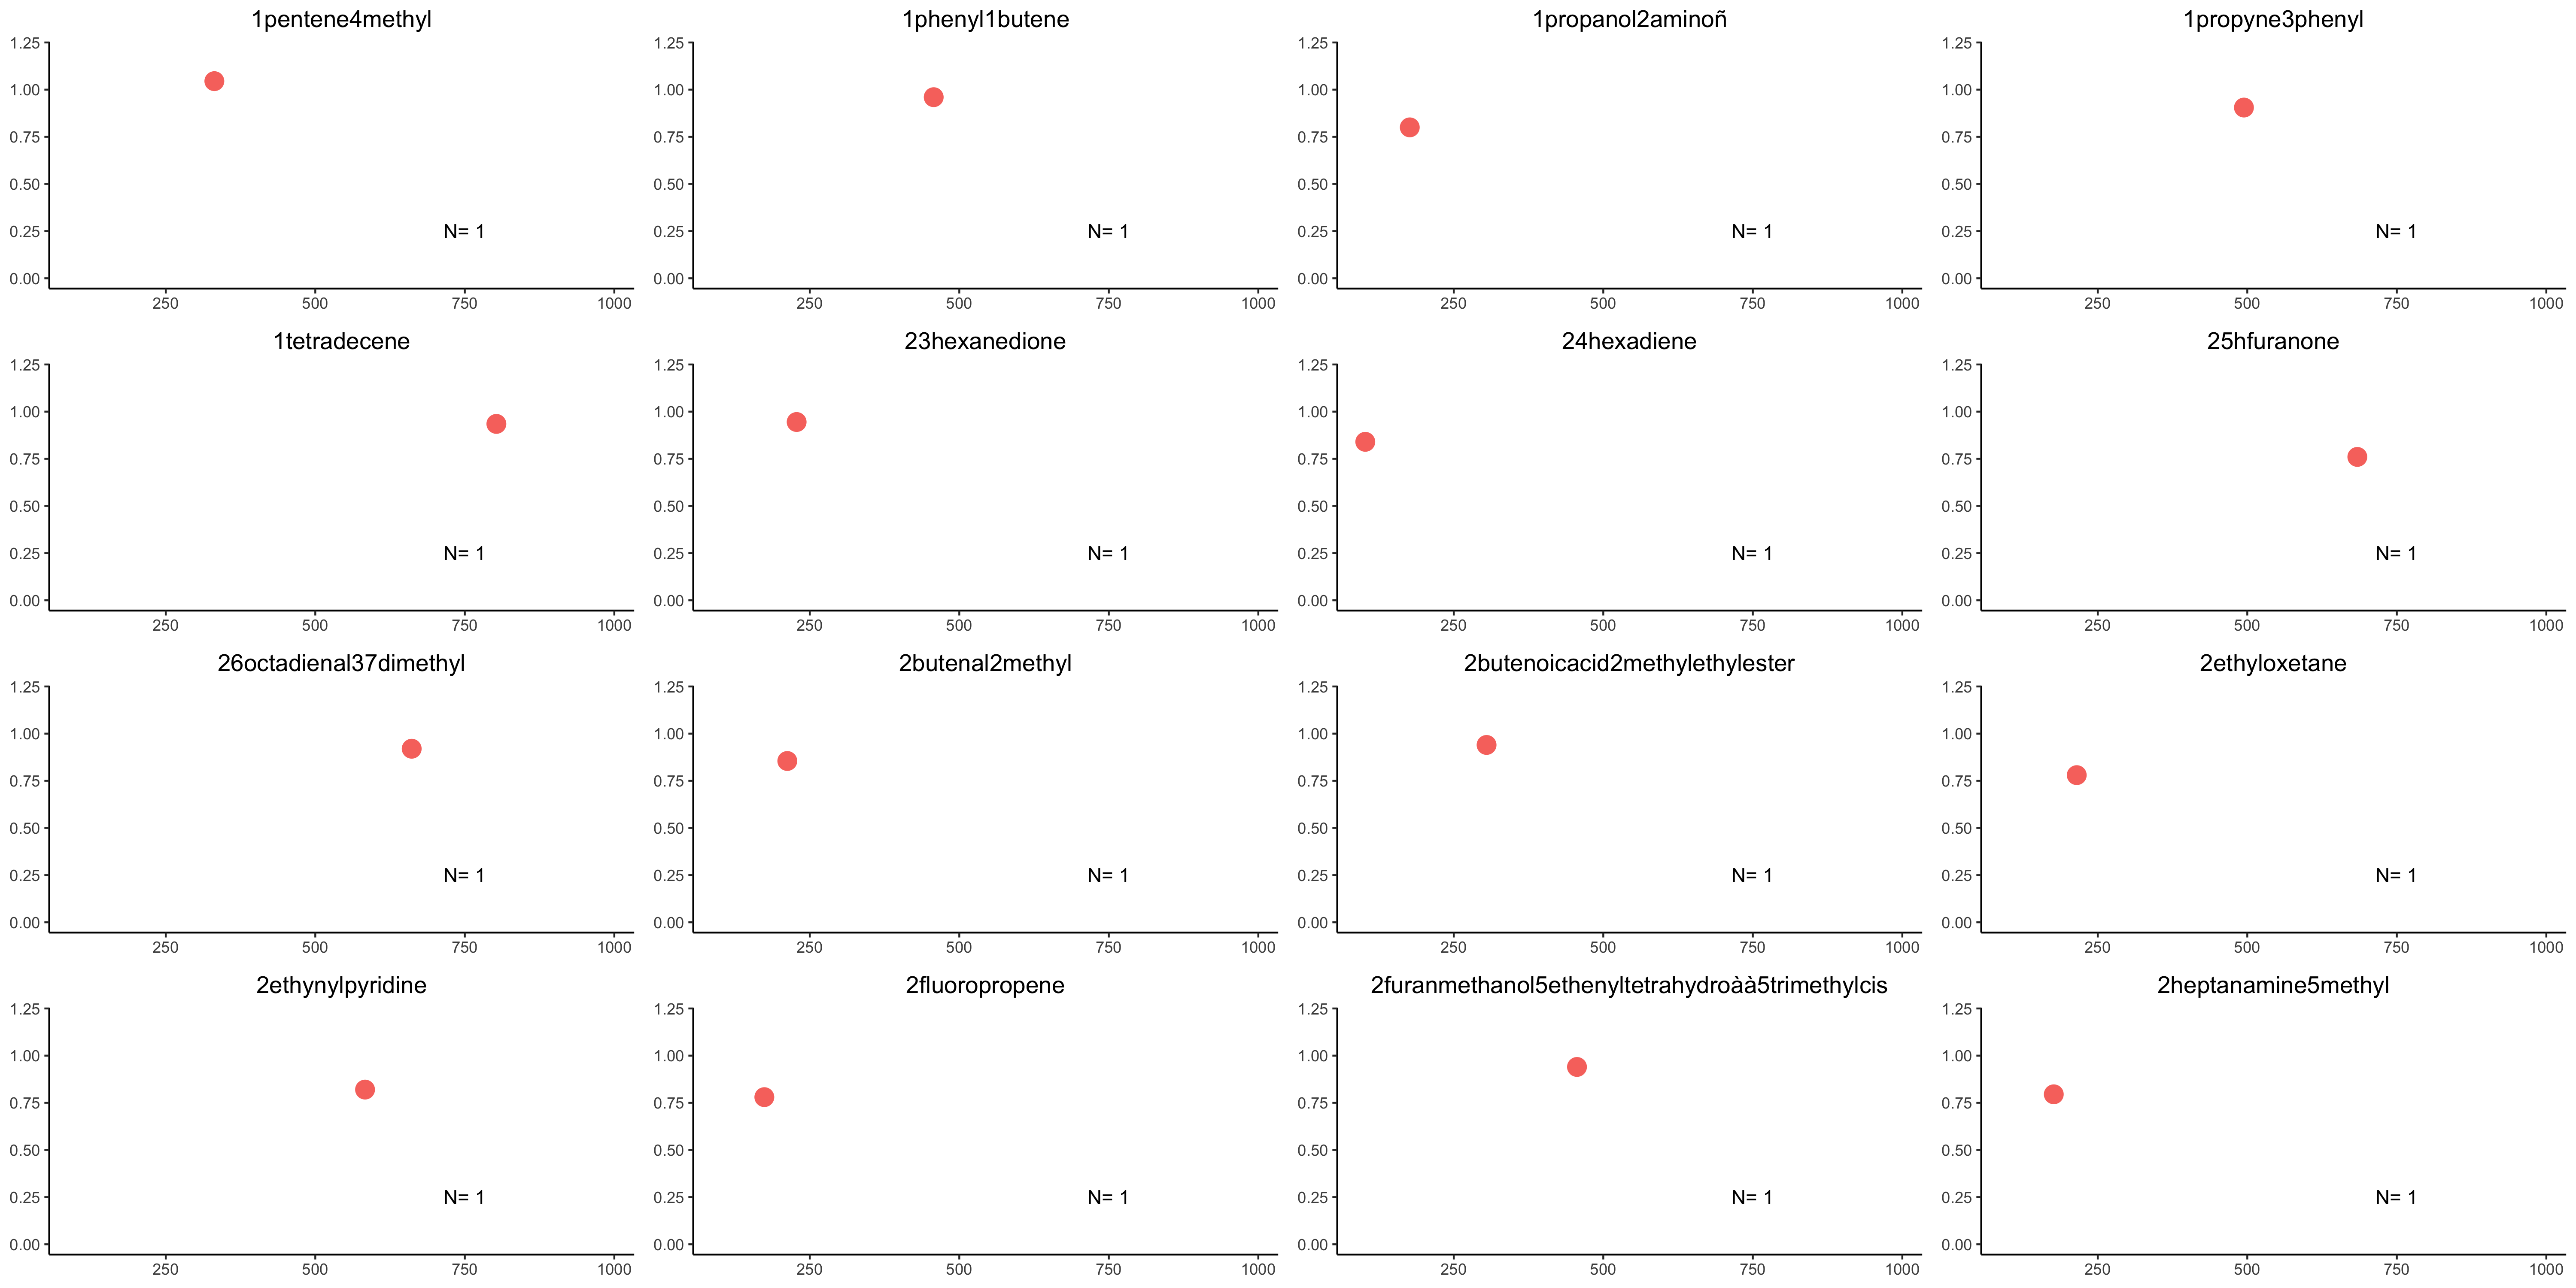 1pentene4methyl 1phenyl1butene 1propanol2aminoñ 1propyne3phenyl
1.25 1.25 1.25 1.25
1.00 1.00 1.00 1.00
0.75 0.75 0.75 0.75
0.50 0.50 0.50 0.50
0.25 N= 1 0.25 N= 1 0.25 N= 1 0.25 N= 1
0.00 0.00 0.00 0.00
250 500 750 1000 250 500 750 1000 250 500 750 1000 250 500 750 1000
1tetradecene 23hexanedione 24hexadiene 25hfuranone
1.25 1.25 1.25 1.25
1.00 1.00 1.00 1.00
0.75 0.75 0.75 0.75
0.50 0.50 0.50 0.50
0.25 N= 1 0.25 N= 1 0.25 N= 1 0.25 N= 1
0.00 0.00 0.00 0.00
250 500 750 1000 250 500 750 1000 250 500 750 1000 250 500 750 1000
26octadienal37dimethyl 2butenal2methyl 2butenoicacid2methylethylester 2ethyloxetane
1.25 1.25 1.25 1.25
1.00 1.00 1.00 1.00
0.75 0.75 0.75 0.75
0.50 0.50 0.50 0.50
0.25 N= 1 0.25 N= 1 0.25 N= 1 0.25 N= 1
0.00 0.00 0.00 0.00
250 500 750 1000 250 500 750 1000 250 500 750 1000 250 500 750 1000
2ethynylpyridine 2fluoropropene 2furanmethanol5ethenyltetrahydroàà5trimethylcis 2heptanamine5methyl
1.25 1.25 1.25 1.25
1.00 1.00 1.00 1.00
0.75 0.75 0.75 0.75
0.50 0.50 0.50 0.50
0.25 N= 1 0.25 N= 1 0.25 N= 1 0.25 N= 1
0.00 0.00 0.00 0.00
250 500 750 1000 250 500 750 1000 250 500 750 1000 250 500 750 1000